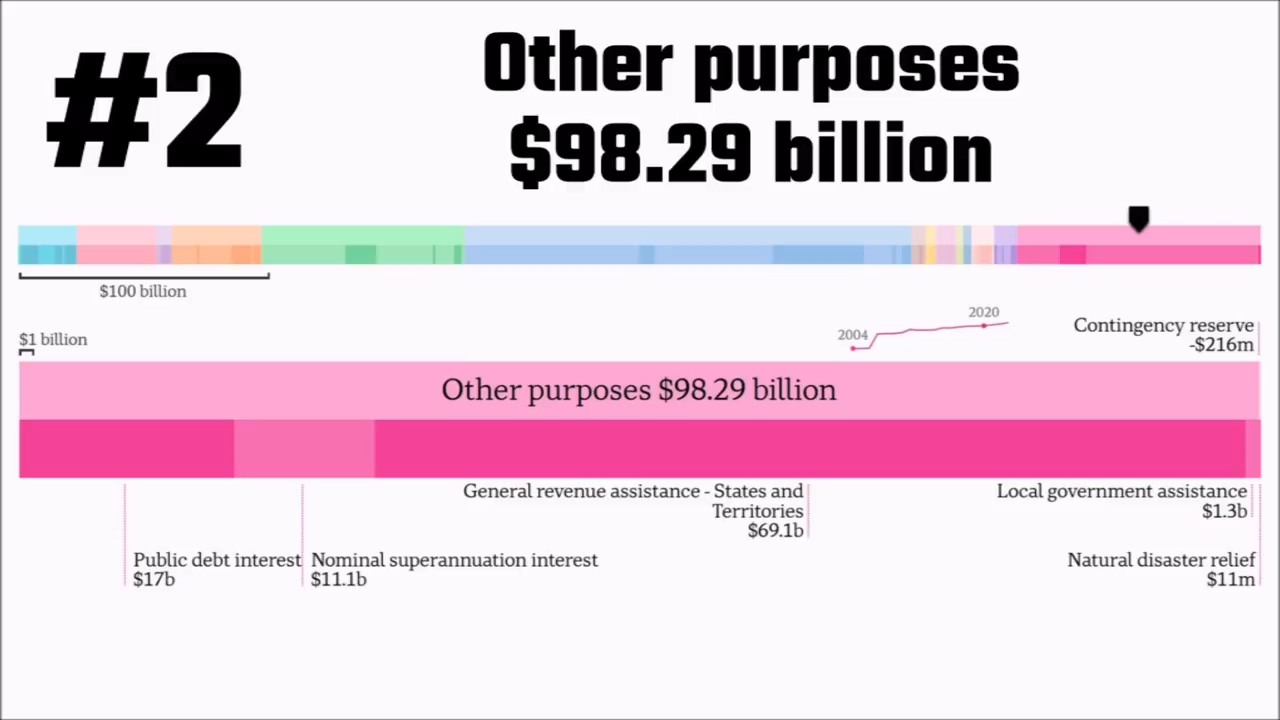 #2
Other purposes
$98.29 billion
$100 billion
$1 billion
2004
2020
Contingency reserve
-$216m
Other purposes $98.29 billion
General revenue assistance - States and
Territories
$69.1b
Local government assistance
$1.3b
Public debt interest
$17b
Nominal superannuation interest
$11.1b
Natural disaster relief
$11m